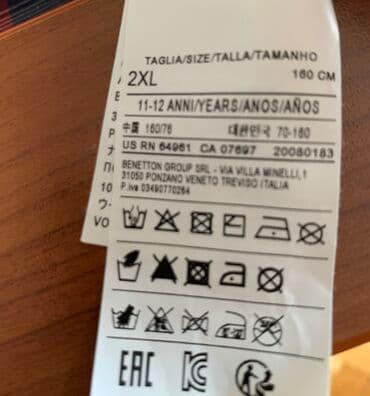 TAGLIA/SIZE/TALLA/TAMANHO
2XL 160 CM
11-12 ANNI/YEARS/ANOS/AÑOS
中国 160/76 대한민국 70-160
US RN 64961 CA 07697 20080183
BENETTON GROUP SRL - VIA VILLA MINELLI, 1
31050 PONZANO VENETO TREVISO ITALIA
P.iva 03490770264
EAC